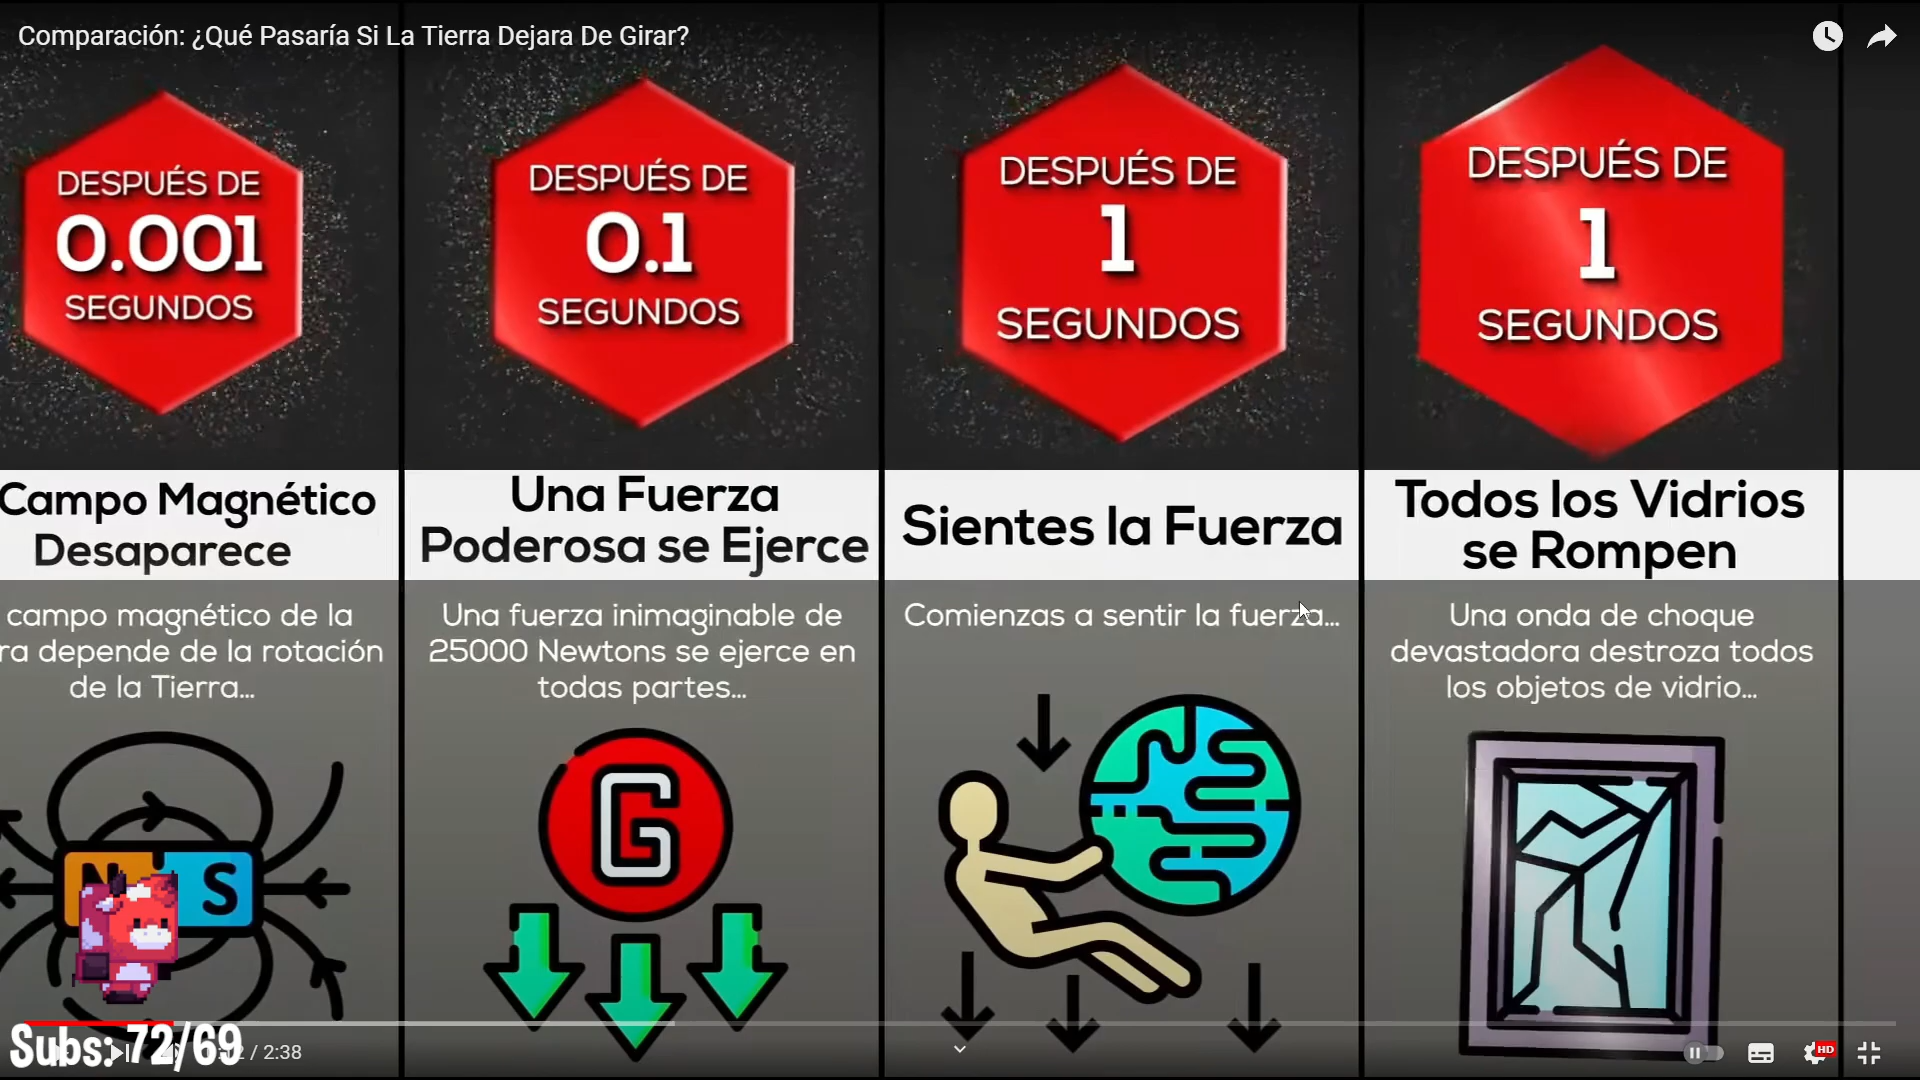 Comparación: ¿Qué Pasaría Si La Tierra Dejara De Girar?
DESPUÉS DE
0.001
SEGUNDOS
Campo Magnético
Desaparece
campo magnético de la
ra depende de la rotación
de la Tierra...
N S
DESPUÉS DE
0.1
SEGUNDOS
Una Fuerza
Poderosa se Ejerce
Una fuerza inimaginable de
25000 Newtons se ejerce en
todas partes...
G
DESPUÉS DE
1
SEGUNDOS
Sientes la Fuerza
Comienzas a sentir la fuerza...
DESPUÉS DE
1
SEGUNDOS
Todos los Vidrios
se Rompen
Una onda de choque
devastadora destroza todos
los objetos de vidrio...
Subs: 72/69
/ 2:38
HD